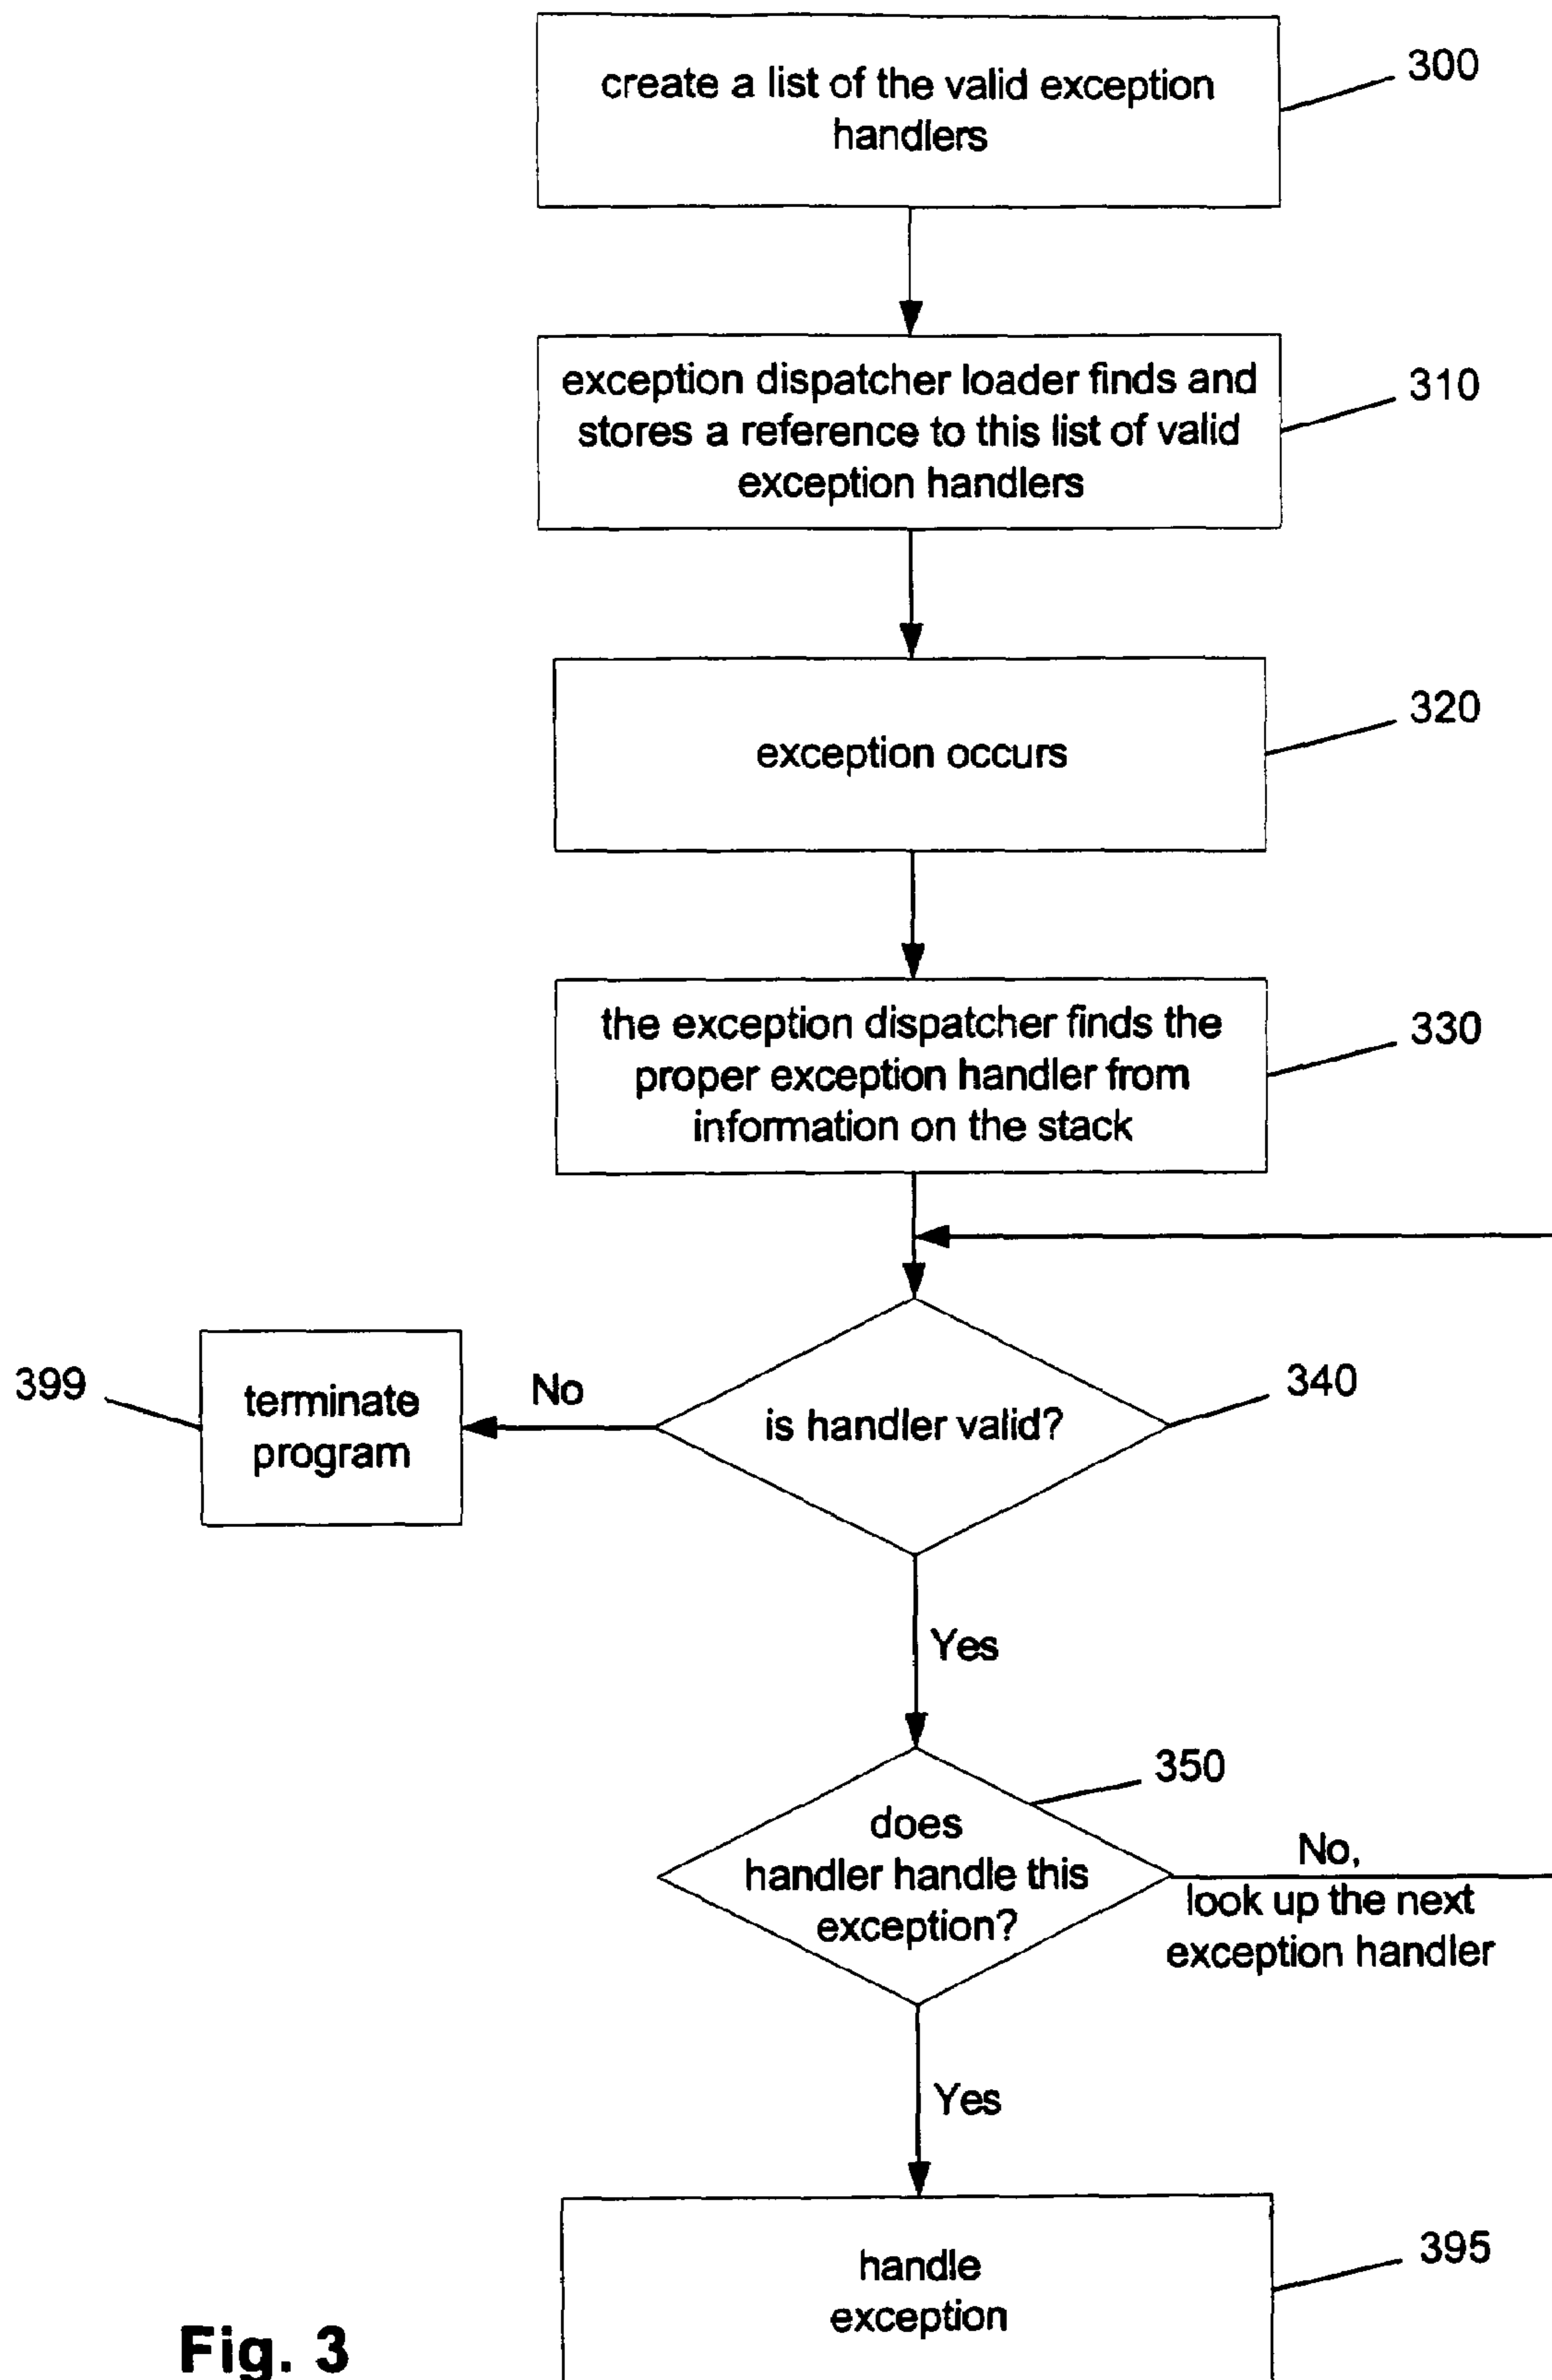 create a list of the valid exception
handlers
300
exception dispatcher loader finds and
stores a reference to this list of valid
exception handlers
310
exception occurs
320
the exception dispatcher finds the
proper exception handler from
information on the stack
330
399
terminate
program
No
is handler valid?
340
Yes
350
does
handler handle this
exception?
No,
look up the next
exception handler
Yes
handle
exception
395
Fig. 3